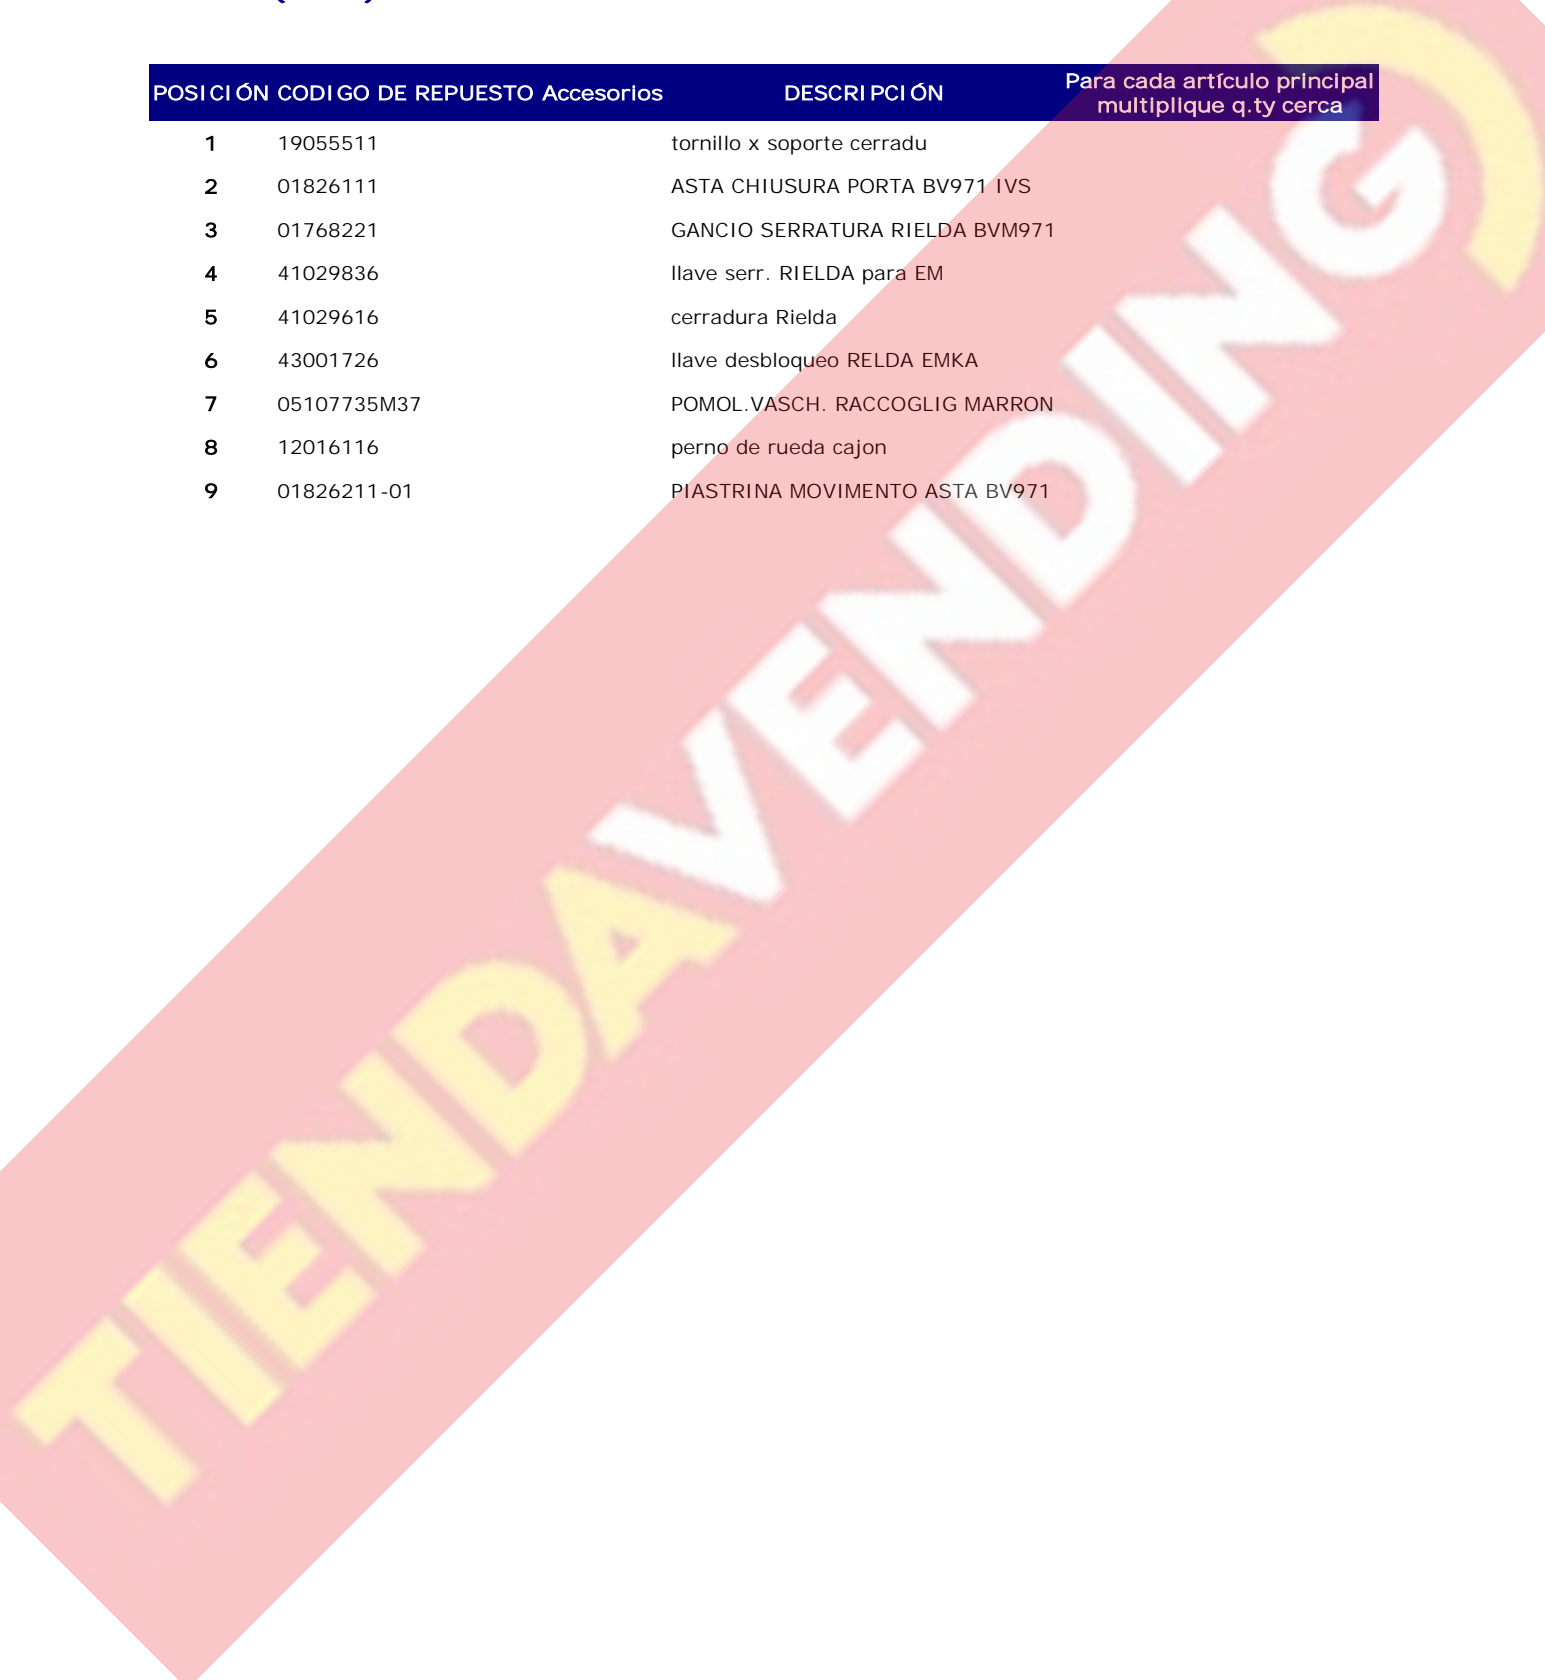 POSICIÓN CODIGO DE REPUESTO Accesorios DESCRIPCIÓN Para cada artículo principal multiplique q.ty cerca
1 19055511 tornillo x soporte cerradu
2 01826111 ASTA CHIUSURA PORTA BV971 IVS
3 01768221 GANCIO SERRATURA RIELDA BVM971
4 41029836 llave serr. RIELDA para EM
5 41029616 cerradura Rielda
6 43001726 llave desbloqueo RELDA EMKA
7 05107735M37 POMOL.VASCH. RACCOGLIG MARRON
8 12016116 perno de rueda cajon
9 01826211-01 PIASTRINA MOVIMENTO ASTA BV971
TIENDAVENDING